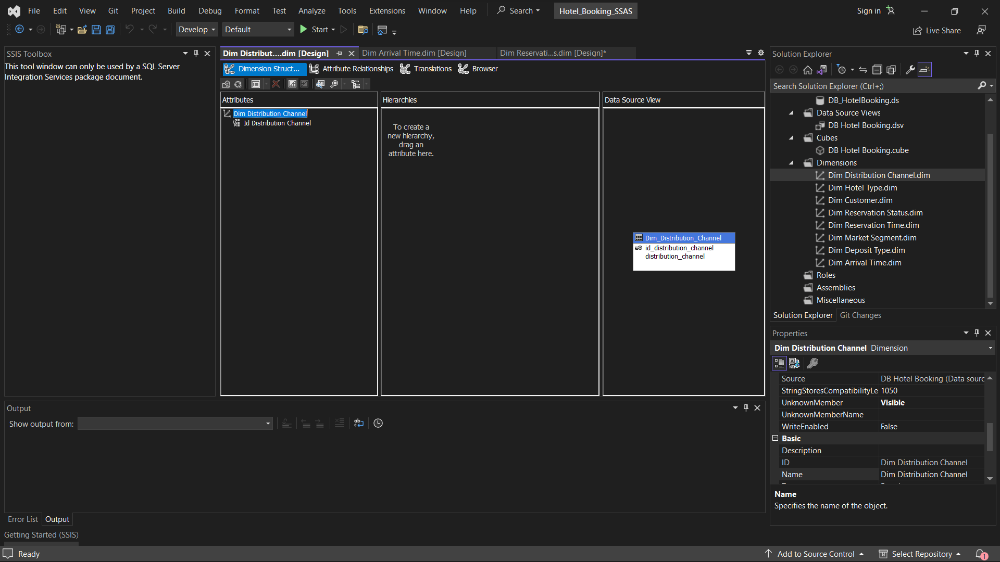 File Edit View Git Project Build Debug Format Test Analyze Tools Extensions Window Help Search Hotel_Booking_SSAS Sign in
Develop Default Start Live Share
SSIS Toolbox
This tool window can only be used by a SQL Server
Integration Services package document.
Dim Distribut....dim [Design] Dim Arrival Time.dim [Design] Dim Reservati...s.dim [Design]*
Dimension Struct... Attribute Relationships Translations Browser
Attributes
Dim Distribution Channel
Id Distribution Channel
Hierarchies
To create a
new hierarchy,
drag an
attribute here.
Data Source View
Dim_Distribution_Channel
id_distribution_channel
distribution_channel
Solution Explorer
Search Solution Explorer (Ctrl+;)
DB_HotelBooking.ds
Data Source Views
DB Hotel Booking.dsv
Cubes
DB Hotel Booking.cube
Dimensions
Dim Distribution Channel.dim
Dim Hotel Type.dim
Dim Customer.dim
Dim Reservation Status.dim
Dim Reservation Time.dim
Dim Market Segment.dim
Dim Deposit Type.dim
Dim Arrival Time.dim
Roles
Assemblies
Miscellaneous
Solution Explorer Git Changes
Properties
Dim Distribution Channel Dimension
Source DB Hotel Booking (Data sourc
StringStoresCompatibilityLe 1050
UnknownMember Visible
UnknownMemberName
WriteEnabled False
Basic
Description
ID Dim Distribution Channel
Name Dim Distribution Channel
Name
Specifies the name of the object.
Output
Show output from:
Error List Output
Getting Started (SSIS)
Ready Add to Source Control Select Repository 1